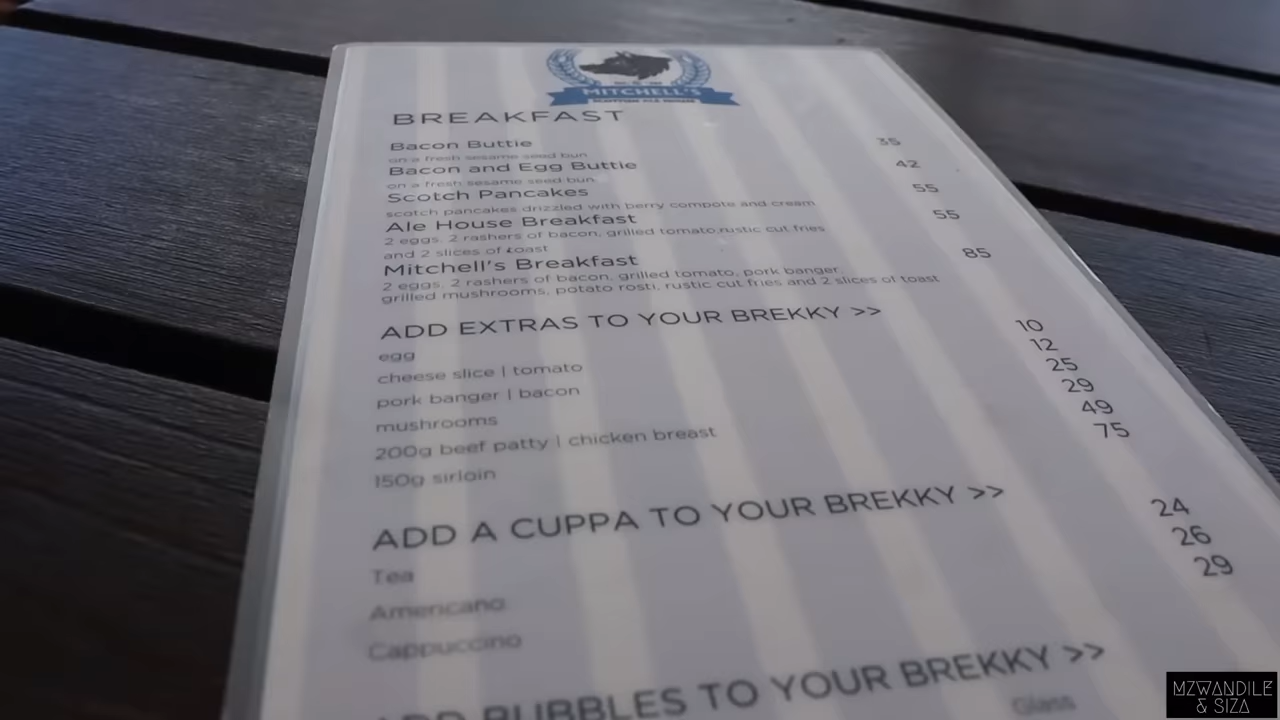 MITCHELL'S
SCOTTISH ALE HOUSE
BREAKFAST
Bacon Buttie 35
on a fresh sesame seed bun
Bacon and Egg Buttie 42
on a fresh sesame seed bun
Scotch Pancakes 55
scotch pancakes drizzled with berry compote and cream
Ale House Breakfast 55
2 eggs, 2 rashers of bacon, grilled tomato,rustic cut fries
and 2 slices of toast
Mitchell's Breakfast 85
2 eggs, 2 rashers of bacon, grilled tomato, pork banger,
grilled mushrooms, potato rosti, rustic cut fries and 2 slices of toast
ADD EXTRAS TO YOUR BREKKY >>
egg 10
cheese slice | tomato 12
pork banger | bacon 25
mushrooms 29
200g beef patty | chicken breast 49
150g sirloin 75
ADD A CUPPA TO YOUR BREKKY >>
Tea 24
Americano 26
Cappuccino 29
ADD BUBBLES TO YOUR BREKKY >>
Glass
MZWANDILE
& SIZA